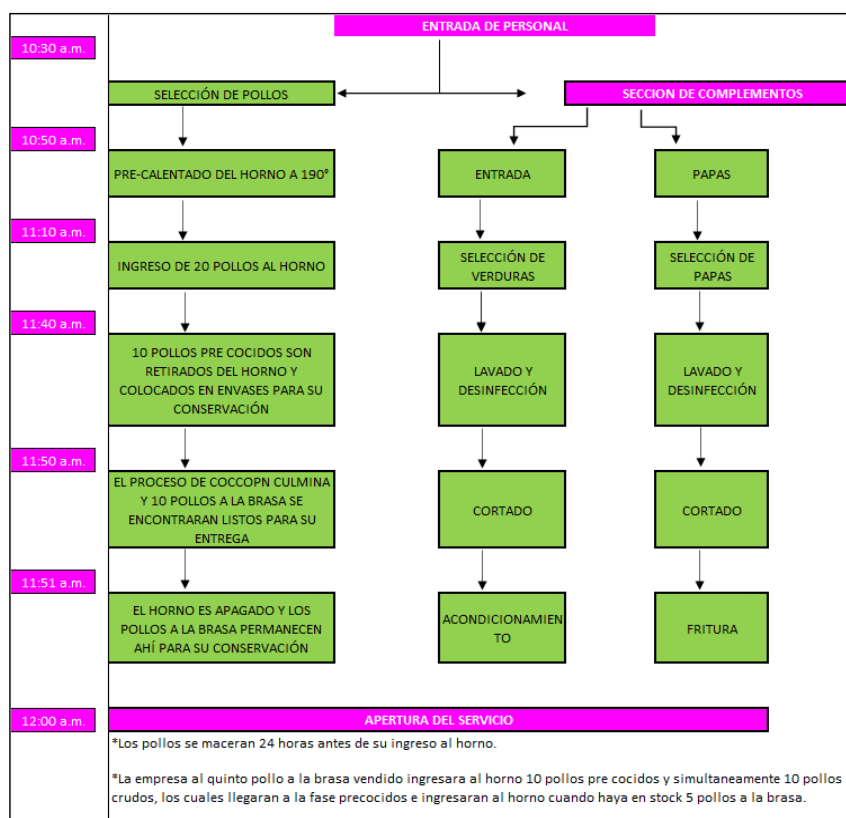 ENTRADA DE PERSONAL
10:30 a.m.
SELECCIÓN DE POLLOS
SECCION DE COMPLEMENTOS
10:50 a.m.
PRE-CALENTADO DEL HORNO A 190°
ENTRADA
PAPAS
11:10 a.m.
INGRESO DE 20 POLLOS AL HORNO
SELECCIÓN DE
VERDURAS
SELECCIÓN DE
PAPAS
11:40 a.m.
10 POLLOS PRE COCIDOS SON
RETIRADOS DEL HORNO Y
COLOCADOS EN ENVASES PARA SU
CONSERVACIÓN
LAVADO Y
DESINFECCIÓN
LAVADO Y
DESINFECCIÓN
11:50 a.m.
EL PROCESO DE COCCOPN CULMINA
Y 10 POLLOS A LA BRASA SE
ENCONTRARAN LISTOS PARA SU
ENTREGA
CORTADO
CORTADO
11:51 a.m.
EL HORNO ES APAGADO Y LOS
POLLOS A LA BRASA PERMANECEN
AHÍ PARA SU CONSERVACIÓN
ACONDICIONAMIEN
TO
FRITURA
12:00 a.m.
APERTURA DEL SERVICIO
*Los pollos se maceran 24 horas antes de su ingreso al horno.
*La empresa al quinto pollo a la brasa vendido ingresara al horno 10 pollos pre cocidos y simultaneamente 10 pollos
crudos, los cuales llegaran a la fase precocidos e ingresaran al horno cuando haya en stock 5 pollos a la brasa.